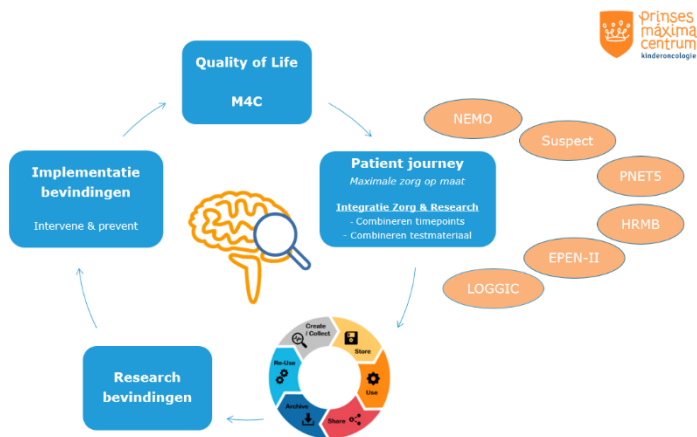 prinses
máxima
centrum
kinderoncologie
Quality of Life
M4C
NEMO
Suspect
PNET5
HRMB
EPEN-II
LOGGIC
Patient journey
Maximale zorg op maat
Integratie Zorg & Research
- Combineren timepoints
- Combineren testmateriaal
Implementatie
bevindingen
Intervene & prevent
Create
/ Collect
Store
Use
Share
Archive
Re-Use
Research
bevindingen